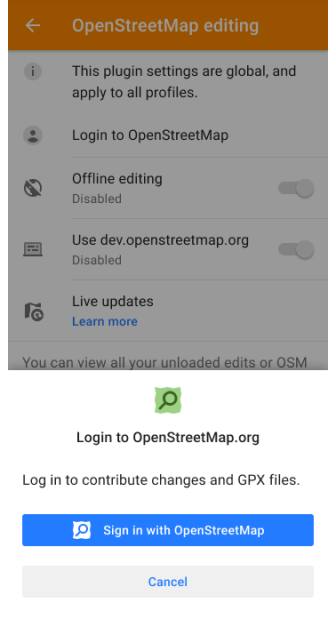 OpenStreetMap editing
This plugin settings are global, and
apply to all profiles.
Login to OpenStreetMap
Offline editing
Disabled
Use dev.openstreetmap.org
Disabled
Live updates
Learn more
You can view all your unloaded edits or OSM
Login to OpenStreetMap.org
Log in to contribute changes and GPX files.
Sign in with OpenStreetMap
Cancel